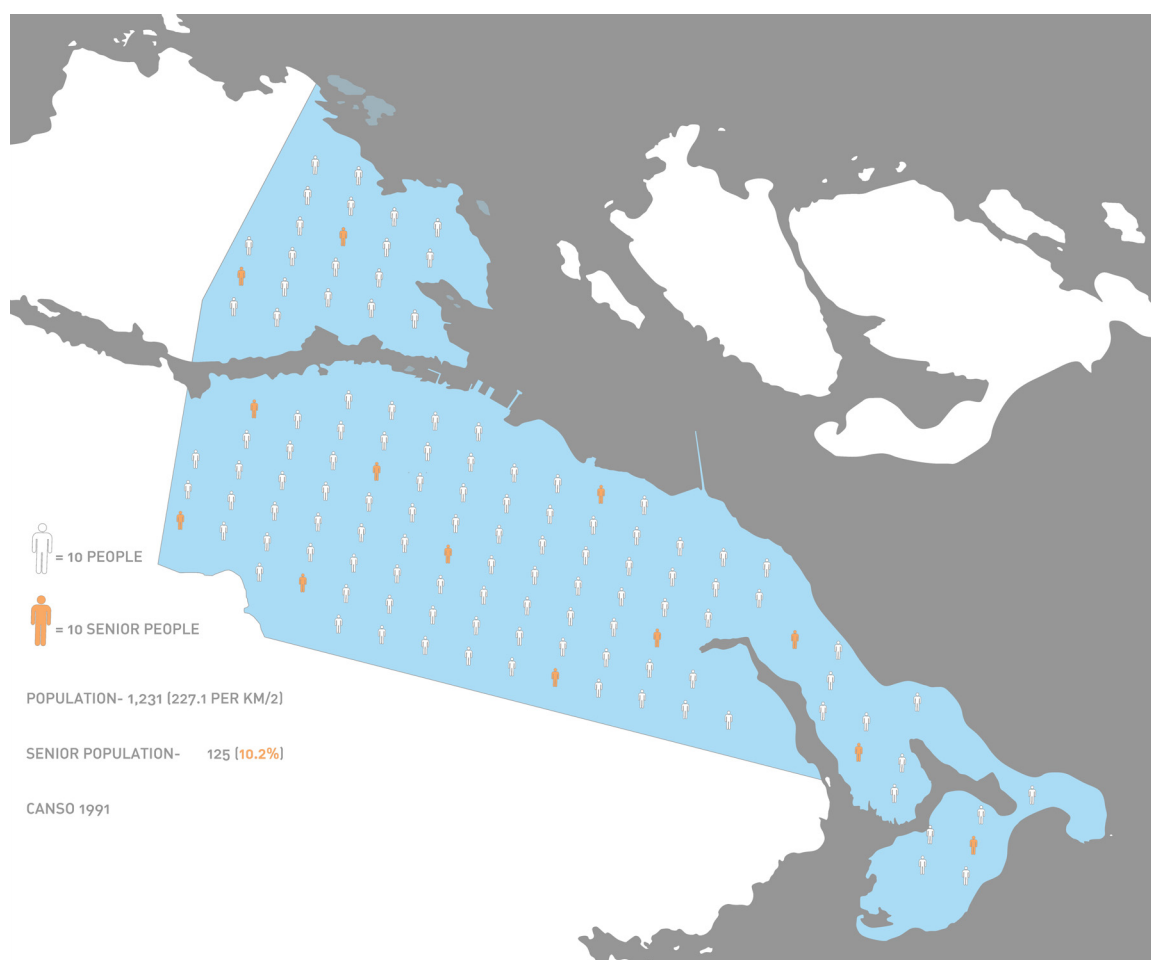 = 10 PEOPLE
= 10 SENIOR PEOPLE
POPULATION- 1,231 (227.1 PER KM/2)
SENIOR POPULATION- 125 (10.2%)
CANSO 1991